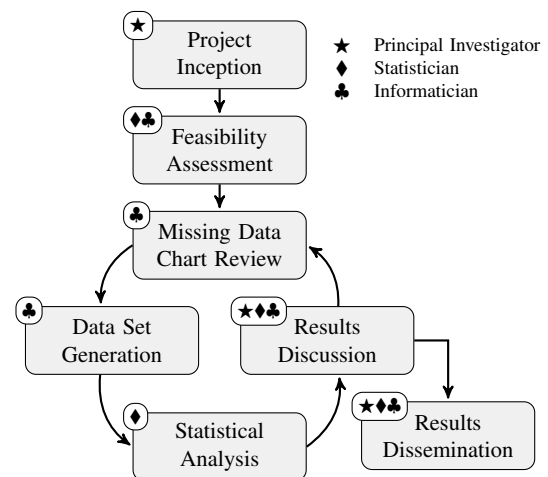 ★
Project
Inception
★ Principal Investigator
♦ Statistician
♣ Informatician
♦♣
Feasibility
Assessment
♣
Missing Data
Chart Review
♣
Data Set
Generation
★♦♣
Results
Discussion
♦
Statistical
Analysis
★♦♣
Results
Dissemination